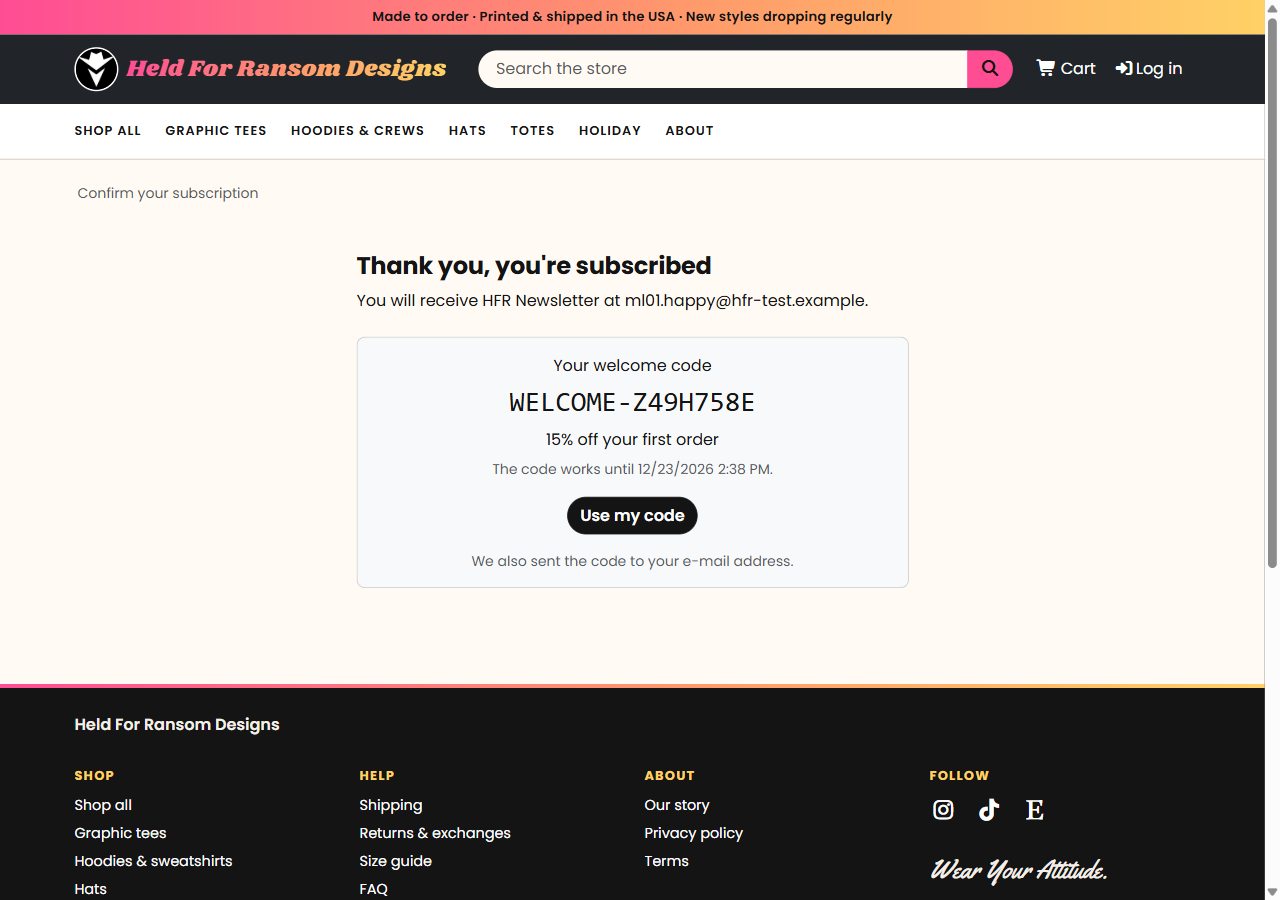 Made to order · Printed & shipped in the USA · New styles dropping regularly
Held For Ransom Designs
Search the store
Cart
Log in
SHOP ALL
GRAPHIC TEES
HOODIES & CREWS
HATS
TOTES
HOLIDAY
ABOUT
Confirm your subscription
Thank you, you're subscribed
You will receive HFR Newsletter at ml01.happy@hfr-test.example.
Your welcome code
WELCOME-Z49H758E
15% off your first order
The code works until 12/23/2026 2:38 PM.
Use my code
We also sent the code to your e-mail address.
Held For Ransom Designs
SHOP
Shop all
Graphic tees
Hoodies & sweatshirts
Hats
HELP
Shipping
Returns & exchanges
Size guide
FAQ
ABOUT
Our story
Privacy policy
Terms
FOLLOW
E
Wear Your Attitude.